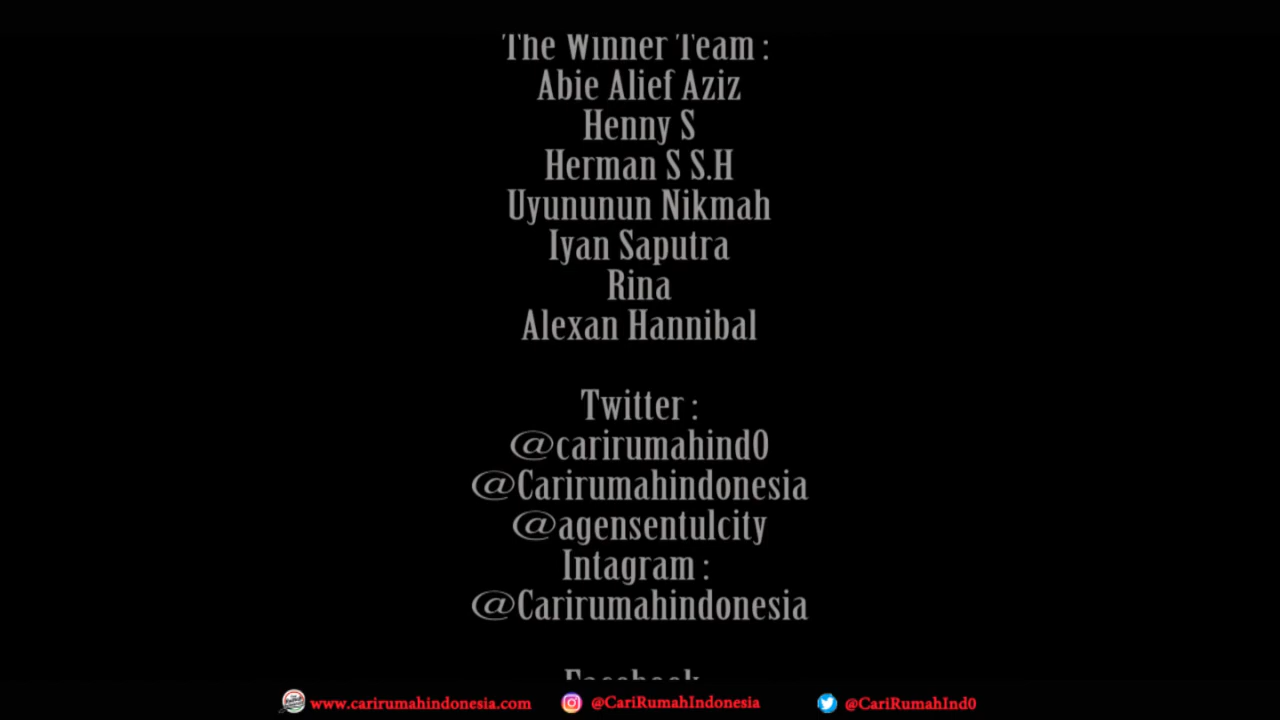 The Winner Team :
Abie Alief Aziz
Henny S
Herman S S.H
Uyununun Nikmah
Iyan Saputra
Rina
Alexan Hannibal
Twitter :
@carirumahind0
@Carirumahindonesia
@agensentulcity
Intagram :
@Carirumahindonesia
Facebook
www.carirumahindonesia.com @CariRumahIndonesia @CariRumahInd0